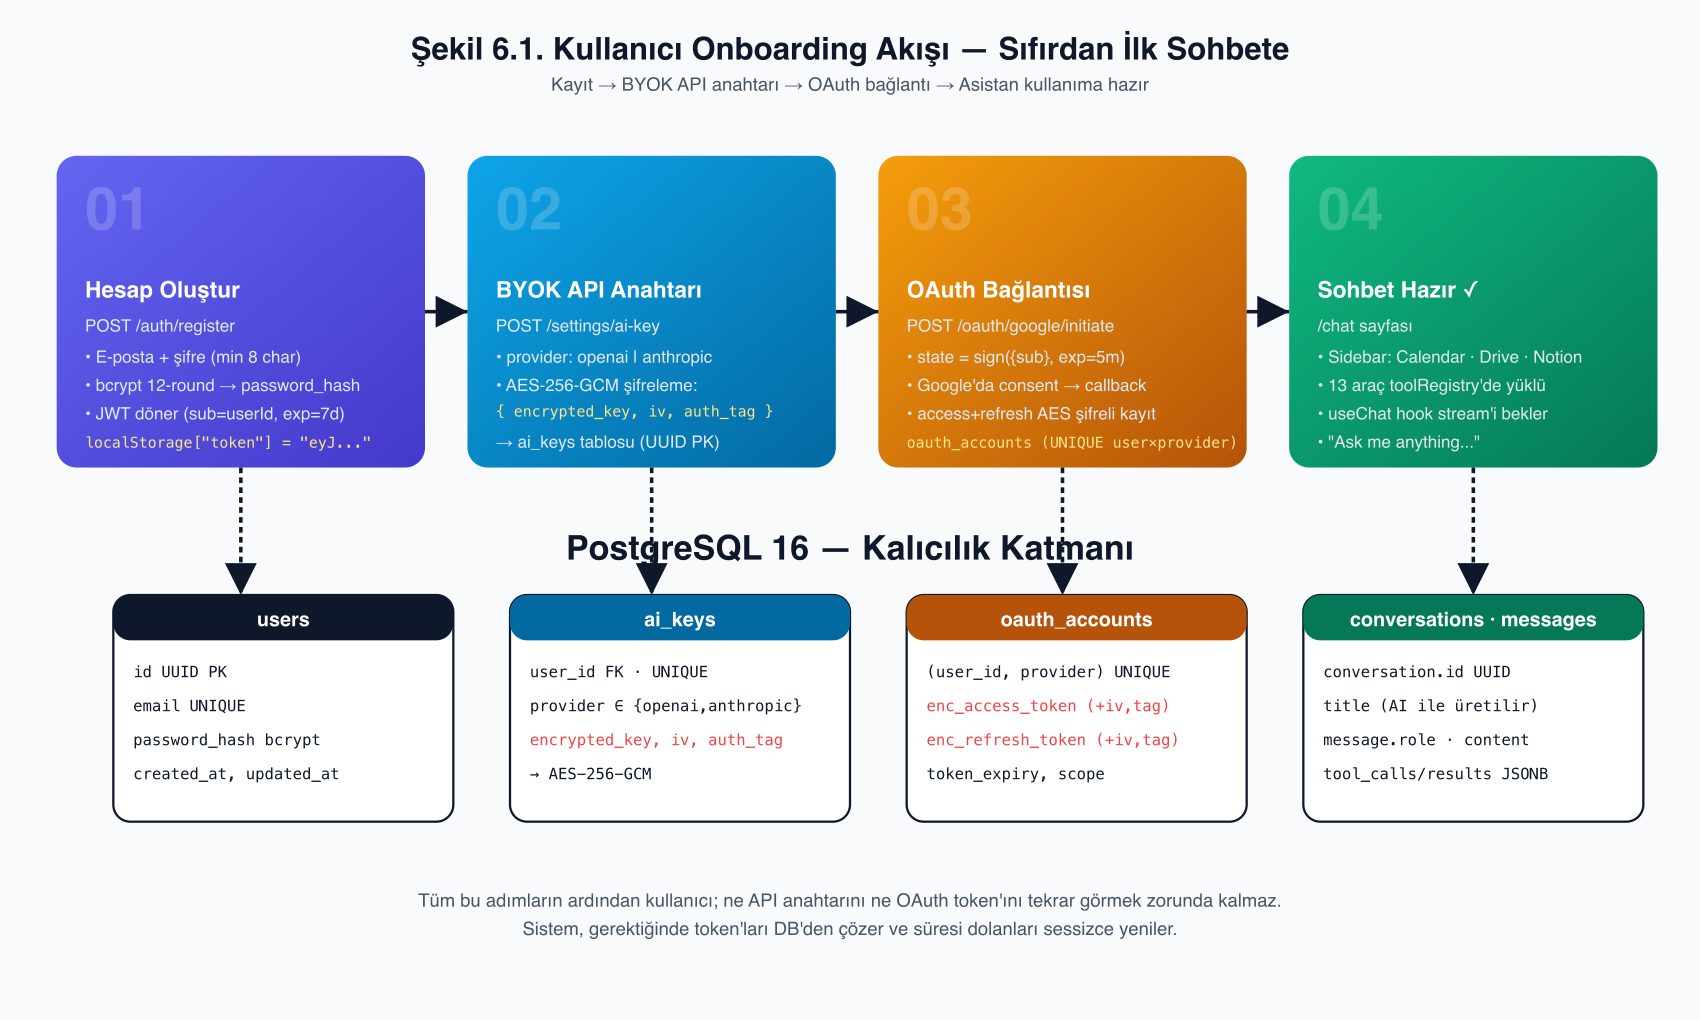 Şekil 6.1. Kullanıcı Onboarding Akışı — Sıfırdan İlk Sohbete
Kayıt → BYOK API anahtarı → OAuth bağlantı → Asistan kullanıma hazır
01
Hesap Oluştur
POST /auth/register
• E-posta + şifre (min 8 char)
• bcrypt 12-round → password_hash
• JWT döner (sub=userId, exp=7d)
localStorage["token"] = "eyJ..."
02
BYOK API Anahtarı
POST /settings/ai-key
• provider: openai | anthropic
• AES-256-GCM şifreleme:
{ encrypted_key, iv, auth_tag }
→ ai_keys tablosu (UUID PK)
03
OAuth Bağlantısı
POST /oauth/google/initiate
• state = sign({sub}, exp=5m)
• Google'da consent → callback
• access+refresh AES şifreli kayıt
oauth_accounts (UNIQUE user×provider)
04
Sohbet Hazır ✓
/chat sayfası
• Sidebar: Calendar · Drive · Notion
• 13 araç toolRegistry'de yüklü
• useChat hook stream'i bekler
• "Ask me anything..."
PostgreSQL 16 — Kalıcılık Katmanı
users
id UUID PK
email UNIQUE
password_hash bcrypt
created_at, updated_at
ai_keys
user_id FK · UNIQUE
provider ∈ {openai,anthropic}
encrypted_key, iv, auth_tag
→ AES-256-GCM
oauth_accounts
(user_id, provider) UNIQUE
enc_access_token (+iv,tag)
enc_refresh_token (+iv,tag)
token_expiry, scope
conversations · messages
conversation.id UUID
title (AI ile üretilir)
message.role · content
tool_calls/results JSONB
Tüm bu adımların ardından kullanıcı; ne API anahtarını ne OAuth token'ını tekrar görmek zorunda kalmaz.
Sistem, gerektiğinde token'ları DB'den çözer ve süresi dolanları sessizce yeniler.